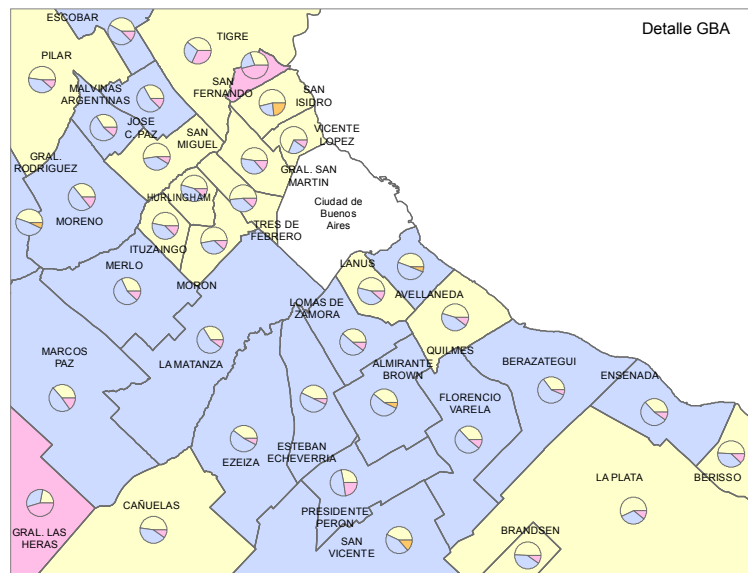 Detalle GBA
ESCOBAR
TIGRE
PILAR
SAN
FERNANDO
SAN
ISIDRO
MALVINAS
ARGENTINAS
JOSE
C. PAZ
SAN
MIGUEL
VICENTE
LOPEZ
GRAL.
RODRIGUEZ
GRAL. SAN
MARTIN
HURLINGHAM
MORENO
Ciudad de
Buenos
Aires
TRES DE
FEBRERO
ITUZAINGO
MERLO
MORON
LANUS
AVELLANEDA
LOMAS DE
ZAMORA
MARCOS
PAZ
LA MATANZA
QUILMES
ALMIRANTE
BROWN
BERAZATEGUI
ENSENADA
FLORENCIO
VARELA
ESTEBAN
ECHEVERRIA
EZEIZA
LA PLATA
BERISSO
CAÑUELAS
PRESIDENTE
PERON
GRAL. LAS
HERAS
SAN
VICENTE
BRANDSEN